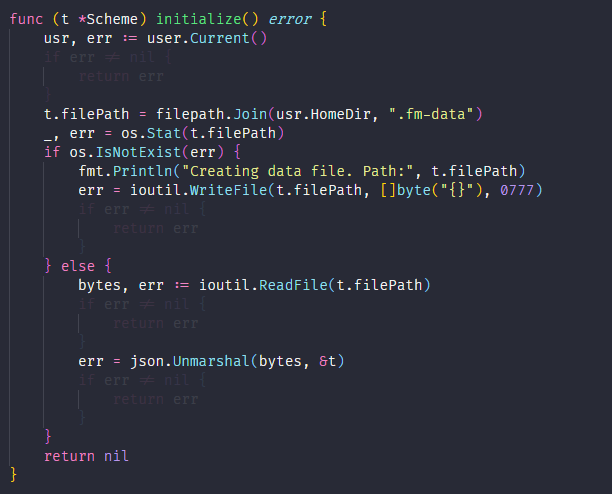 func (t *Scheme) initialize() error {
    usr, err := user.Current()
    if err != nil {
        return err
    }
    t.filePath = filepath.Join(usr.HomeDir, ".fm-data")
    _, err = os.Stat(t.filePath)
    if os.IsNotExist(err) {
        fmt.Println("Creating data file. Path:", t.filePath)
        err = ioutil.WriteFile(t.filePath, []byte("{}"), 0777)
        if err != nil {
            return err
        }
    } else {
        bytes, err := ioutil.ReadFile(t.filePath)
        if err != nil {
            return err
        }
        err = json.Unmarshal(bytes, &t)
        if err != nil {
            return err
        }
    }
    return nil
}